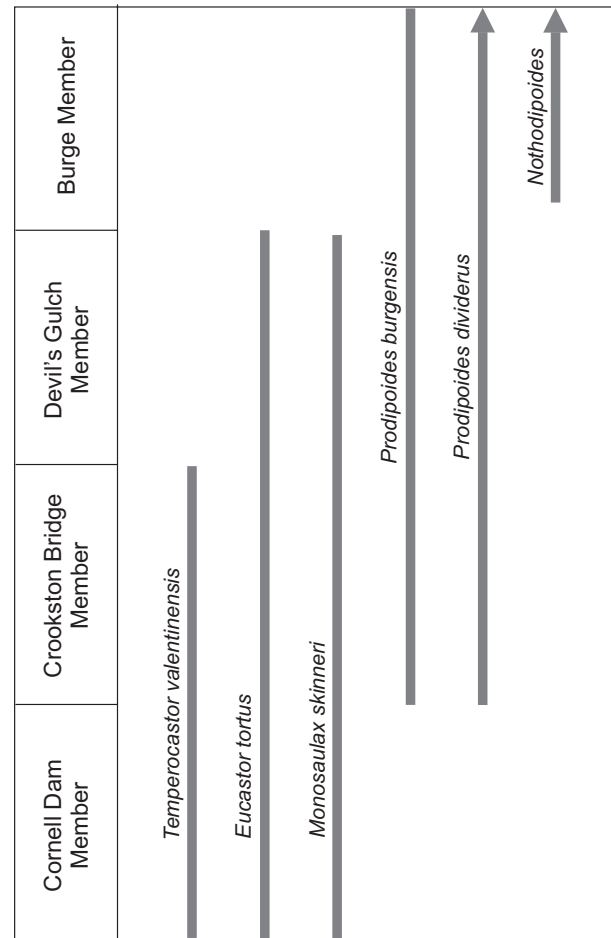 Burge Member
Devil's Gulch
Member
Crookston Bridge
Member
Cornell Dam
Member
Temperocastor valentinensis
Eucastor tortus
Monosaulax skinneri
Prodipoides burgensis
Prodipoides dividerus
Nothodipoides